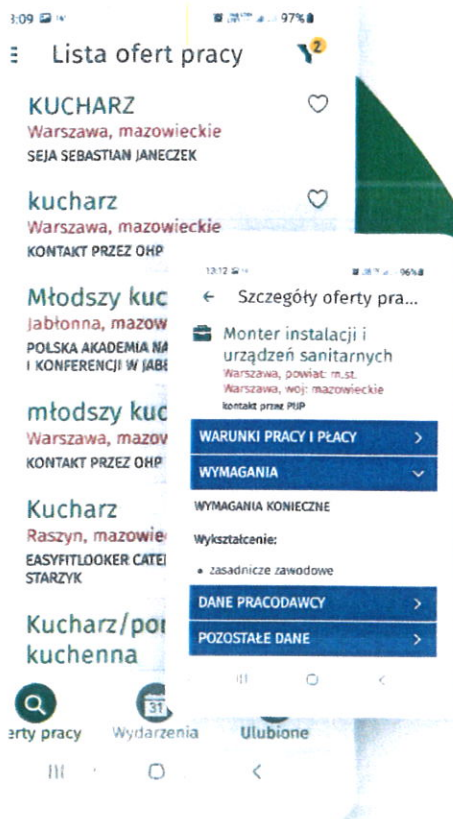 3:09
97%
Lista ofert pracy
2
KUCHARZ
Warszawa, mazowieckie
SEJA SEBASTIAN JANECZEK
kucharz
Warszawa, mazowieckie
KONTAKT PRZEZ OHP
Młodszy kuc
Jabłonna, mazow
POLSKA AKADEMIA NA
I KONFERENCJI W JABŁ
młodszy kuc
Warszawa, mazow
KONTAKT PRZEZ OHP
Kucharz
Raszyn, mazowie
EASYFITLOOKER CATE
STARZYK
Kucharz/por
kuchenna
31
erty pracy
Wydarzenia
Ulubione
13:12
96%
Szczegóły oferty pra...
Monter instalacji i
urządzeń sanitarnych
Warszawa, powiat: m.st.
Warszawa, woj: mazowieckie
kontakt przez PUP
WARUNKI PRACY I PŁACY
WYMAGANIA
WYMAGANIA KONIECZNE
Wykształcenie:
• zasadnicze zawodowe
DANE PRACODAWCY
POZOSTAŁE DANE